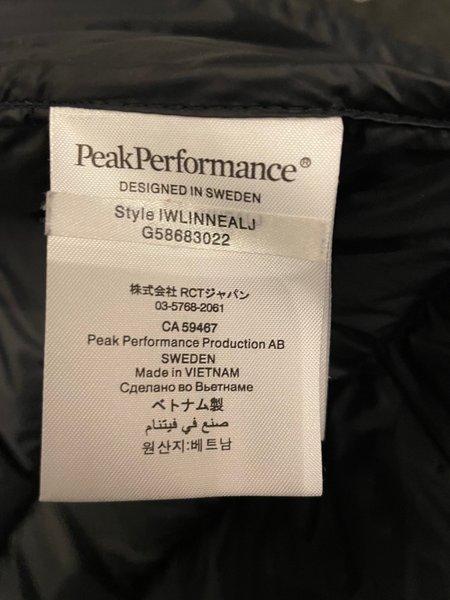 PeakPerformance®
DESIGNED IN SWEDEN
Style IWLINNEALJ
G58683022
株式会社 RCTジャパン
03-5768-2061
CA 59467
Peak Performance Production AB
SWEDEN
Made in VIETNAM
Сделано во Вьетнаме
ベトナム製
صنع في فيتنام
원산지:베트남